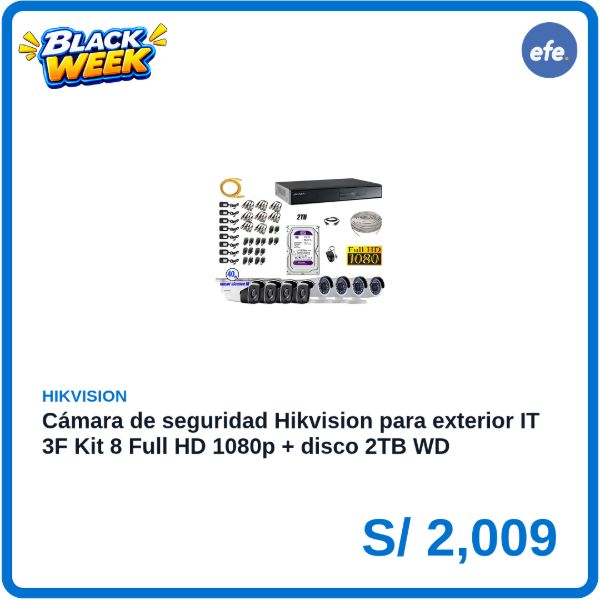 BLACK
WEEK
efe.
2TB
Full HD
1080
40
HIKVISION
Cámara de seguridad Hikvision para exterior IT
3F Kit 8 Full HD 1080p + disco 2TB WD
S/ 2,009